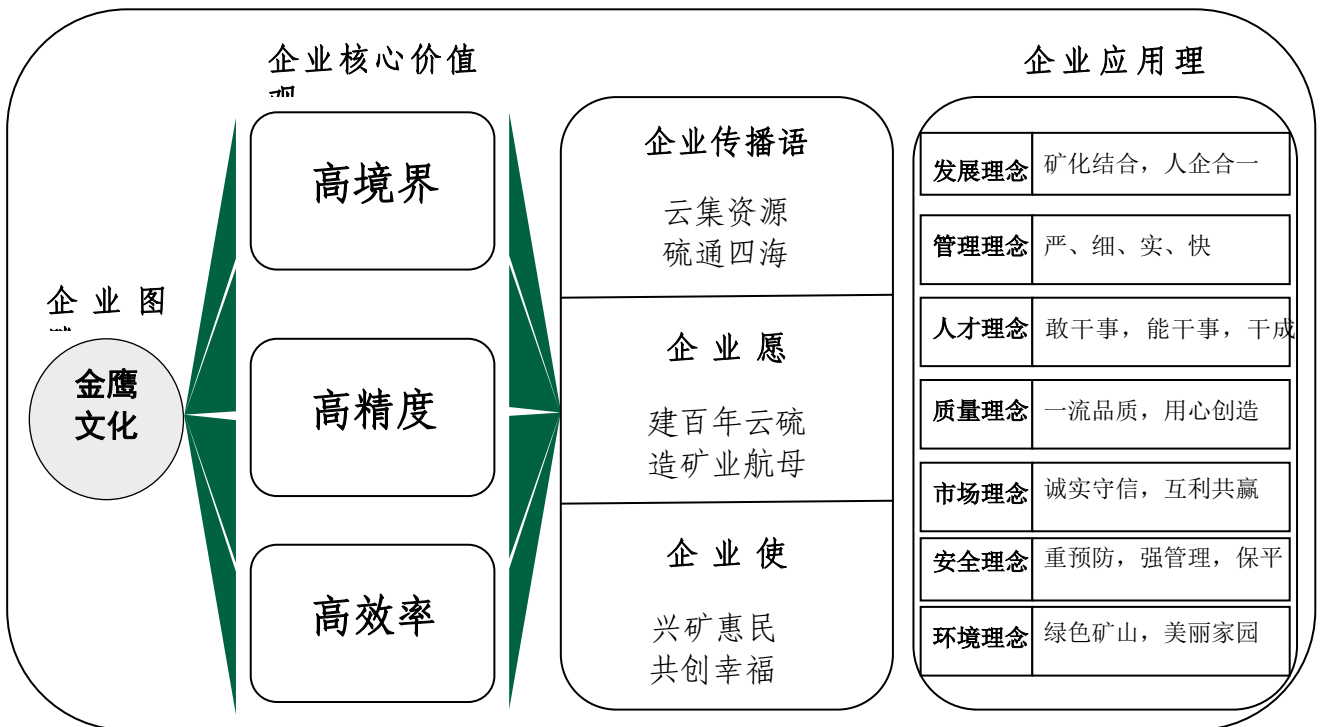 企业图
金鹰
文化
企业核心价值
高境界
高精度
高效率
企业传播语
云集资源
硫通四海
企业愿
建百年云硫
造矿业航母
企业使
兴矿惠民
共创幸福
企业应用理
发展理念 矿化结合，人企合一
管理理念 严、细、实、快
人才理念 敢干事，能干事，干成
质量理念 一流品质，用心创造
市场理念 诚实守信，互利共赢
安全理念 重预防，强管理，保平
环境理念 绿色矿山，美丽家园